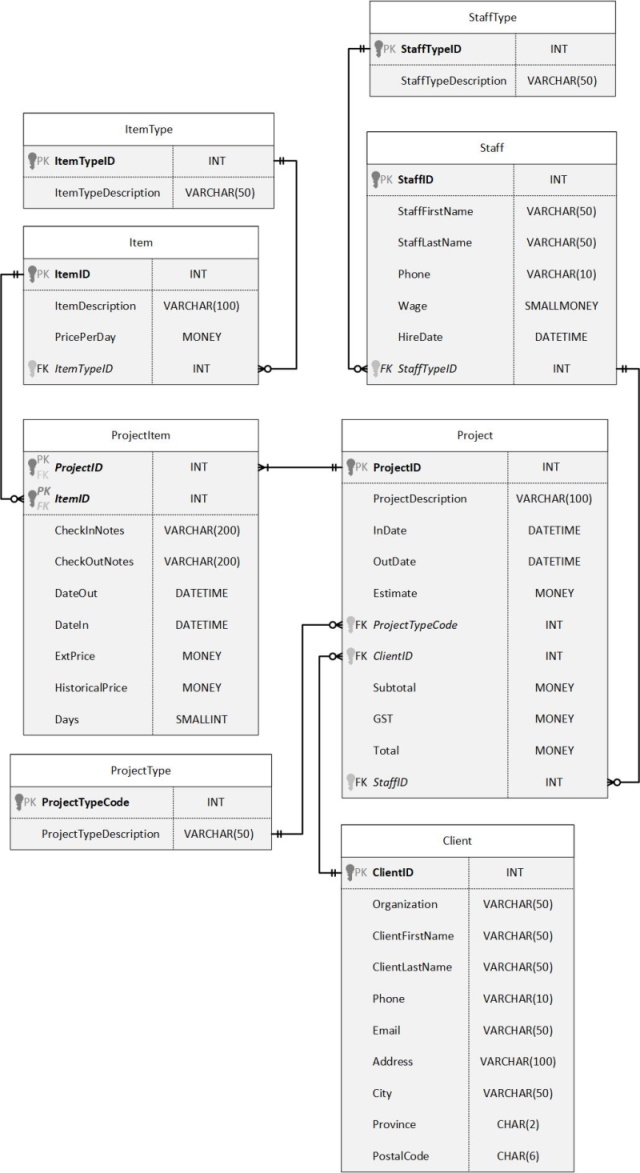 StaffType
PK StaffTypeID INT
StaffTypeDescription VARCHAR(50)
ItemType
PK ItemTypeID INT
ItemTypeDescription VARCHAR(50)
Staff
PK StaffID INT
StaffFirstName VARCHAR(50)
StaffLastName VARCHAR(50)
Phone VARCHAR(10)
Wage SMALLMONEY
HireDate DATETIME
FK StaffTypeID INT
Item
PK ItemID INT
ItemDescription VARCHAR(100)
PricePerDay MONEY
FK ItemTypeID INT
ProjectItem
PK FK ProjectID INT
PK FK ItemID INT
CheckInNotes VARCHAR(200)
CheckOutNotes VARCHAR(200)
DateOut DATETIME
DateIn DATETIME
ExtPrice MONEY
HistoricalPrice MONEY
Days SMALLINT
Project
PK ProjectID INT
ProjectDescription VARCHAR(100)
InDate DATETIME
OutDate DATETIME
Estimate MONEY
FK ProjectTypeCode INT
FK ClientID INT
Subtotal MONEY
GST MONEY
Total MONEY
FK StaffID INT
ProjectType
PK ProjectTypeCode INT
ProjectTypeDescription VARCHAR(50)
Client
PK ClientID INT
Organization VARCHAR(50)
ClientFirstName VARCHAR(50)
ClientLastName VARCHAR(50)
Phone VARCHAR(10)
Email VARCHAR(50)
Address VARCHAR(100)
City VARCHAR(50)
Province CHAR(2)
PostalCode CHAR(6)